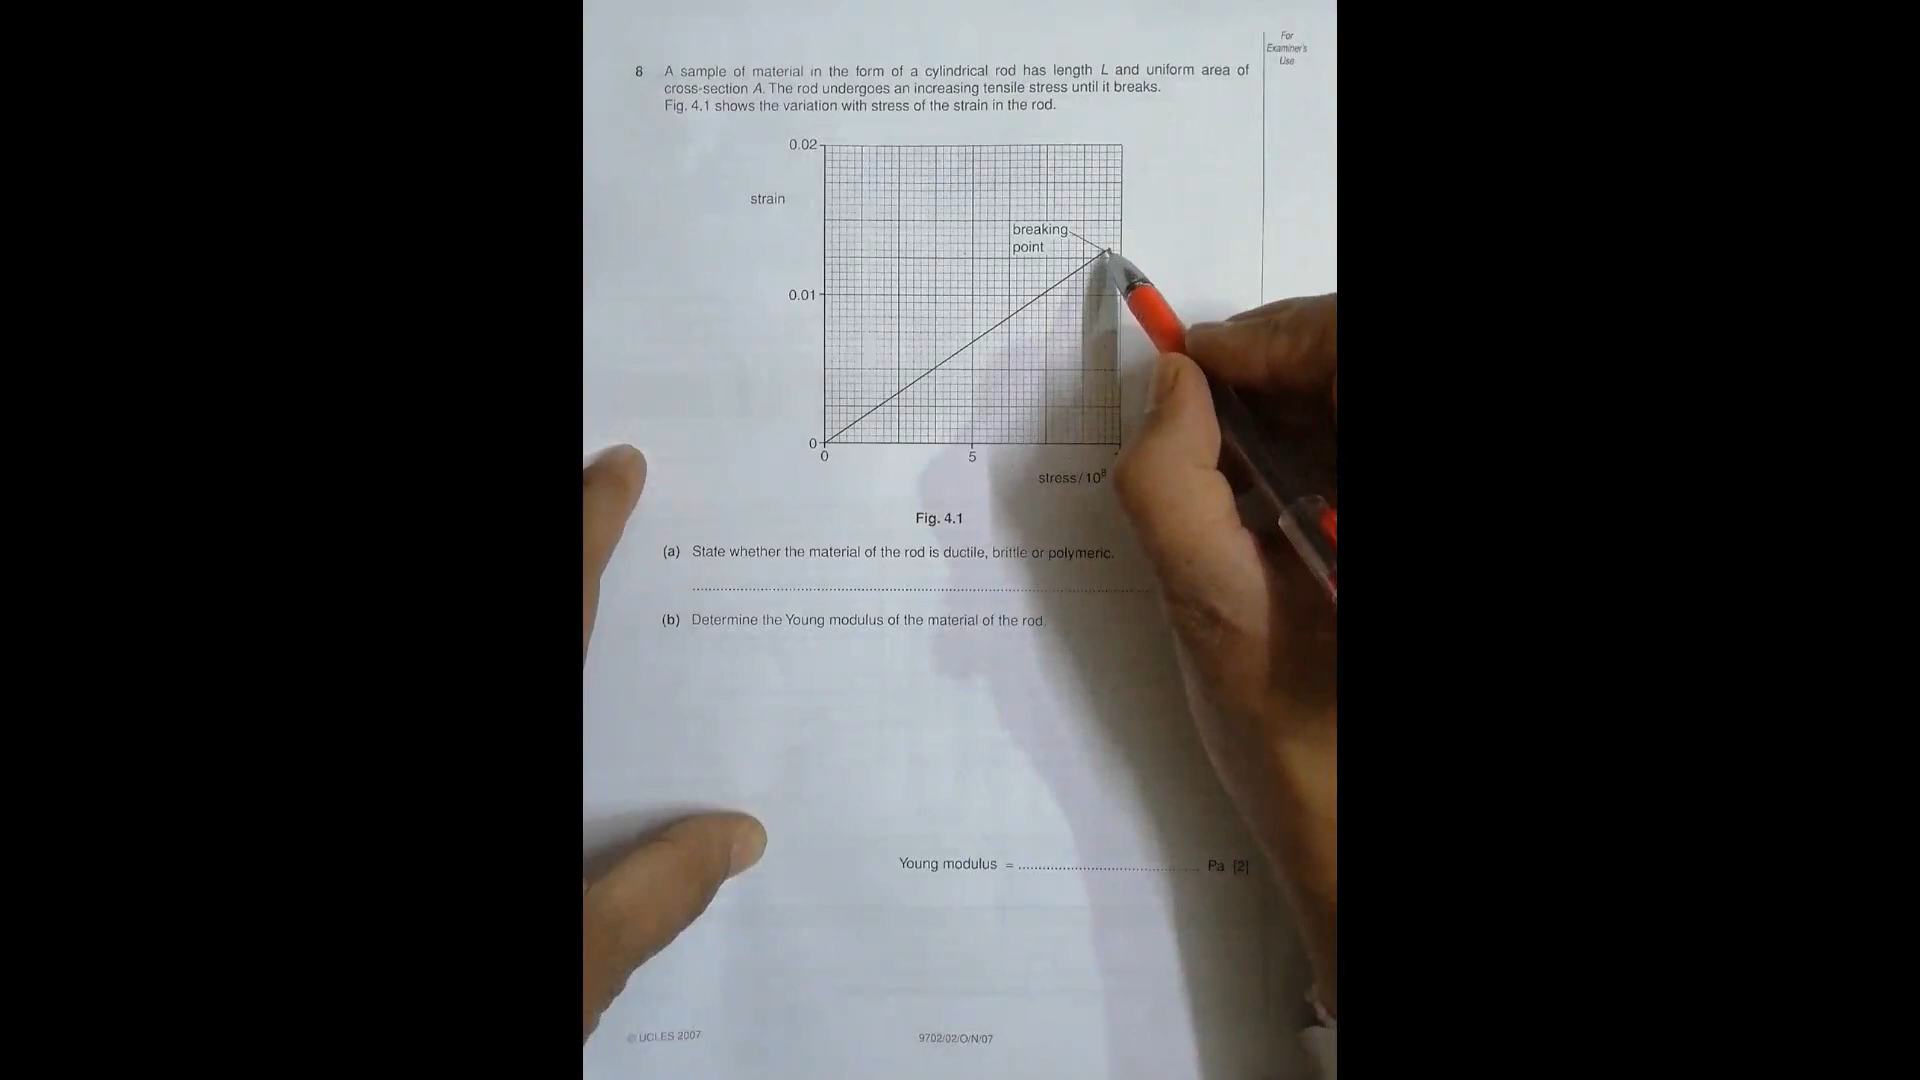 For
Examiner's
Use
8 A sample of material in the form of a cylindrical rod has length L and uniform area of
cross-section A. The rod undergoes an increasing tensile stress until it breaks.
Fig. 4.1 shows the variation with stress of the strain in the rod.
0.02
strain
breaking
point
0.01
0
0
5
stress/10⁸
Fig. 4.1
(a) State whether the material of the rod is ductile, brittle or polymeric.
(b) Determine the Young modulus of the material of the rod.
Young modulus = .......................................... Pa [2]
© UCLES 2007
9702/02/O/N/07